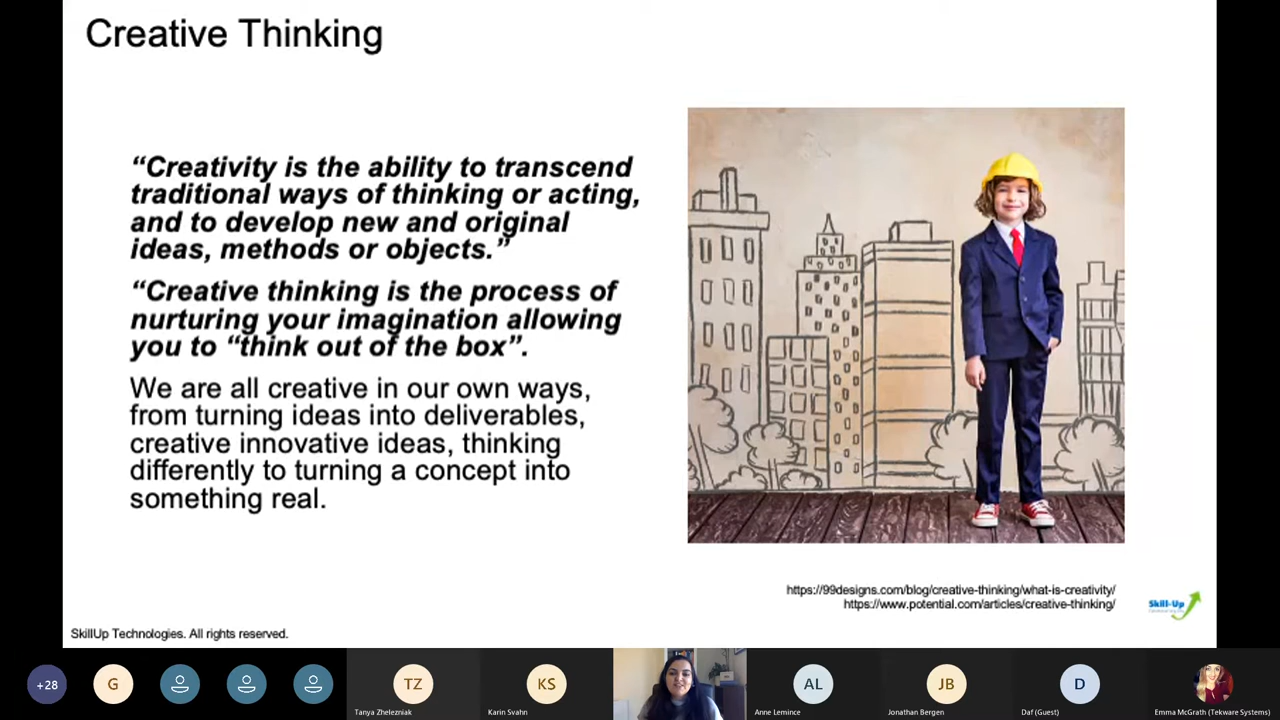 Creative Thinking
“Creativity is the ability to transcend
traditional ways of thinking or acting,
and to develop new and original
ideas, methods or objects.”
“Creative thinking is the process of
nurturing your imagination allowing
you to “think out of the box”.
We are all creative in our own ways,
from turning ideas into deliverables,
creative innovative ideas, thinking
differently to turning a concept into
something real.
https://99designs.com/blog/creative-thinking/what-is-creativity/
https://www.potential.com/articles/creative-thinking/
Skill-Up
SkillUp Technologies. All rights reserved.
+28
G
TZ
KS
AL
JB
D
Tanya Zhelezniak
Karin Svahn
Anne Lemince
Jonathan Bergen
Daf (Guest)
Emma McGrath (Tekware Systems)